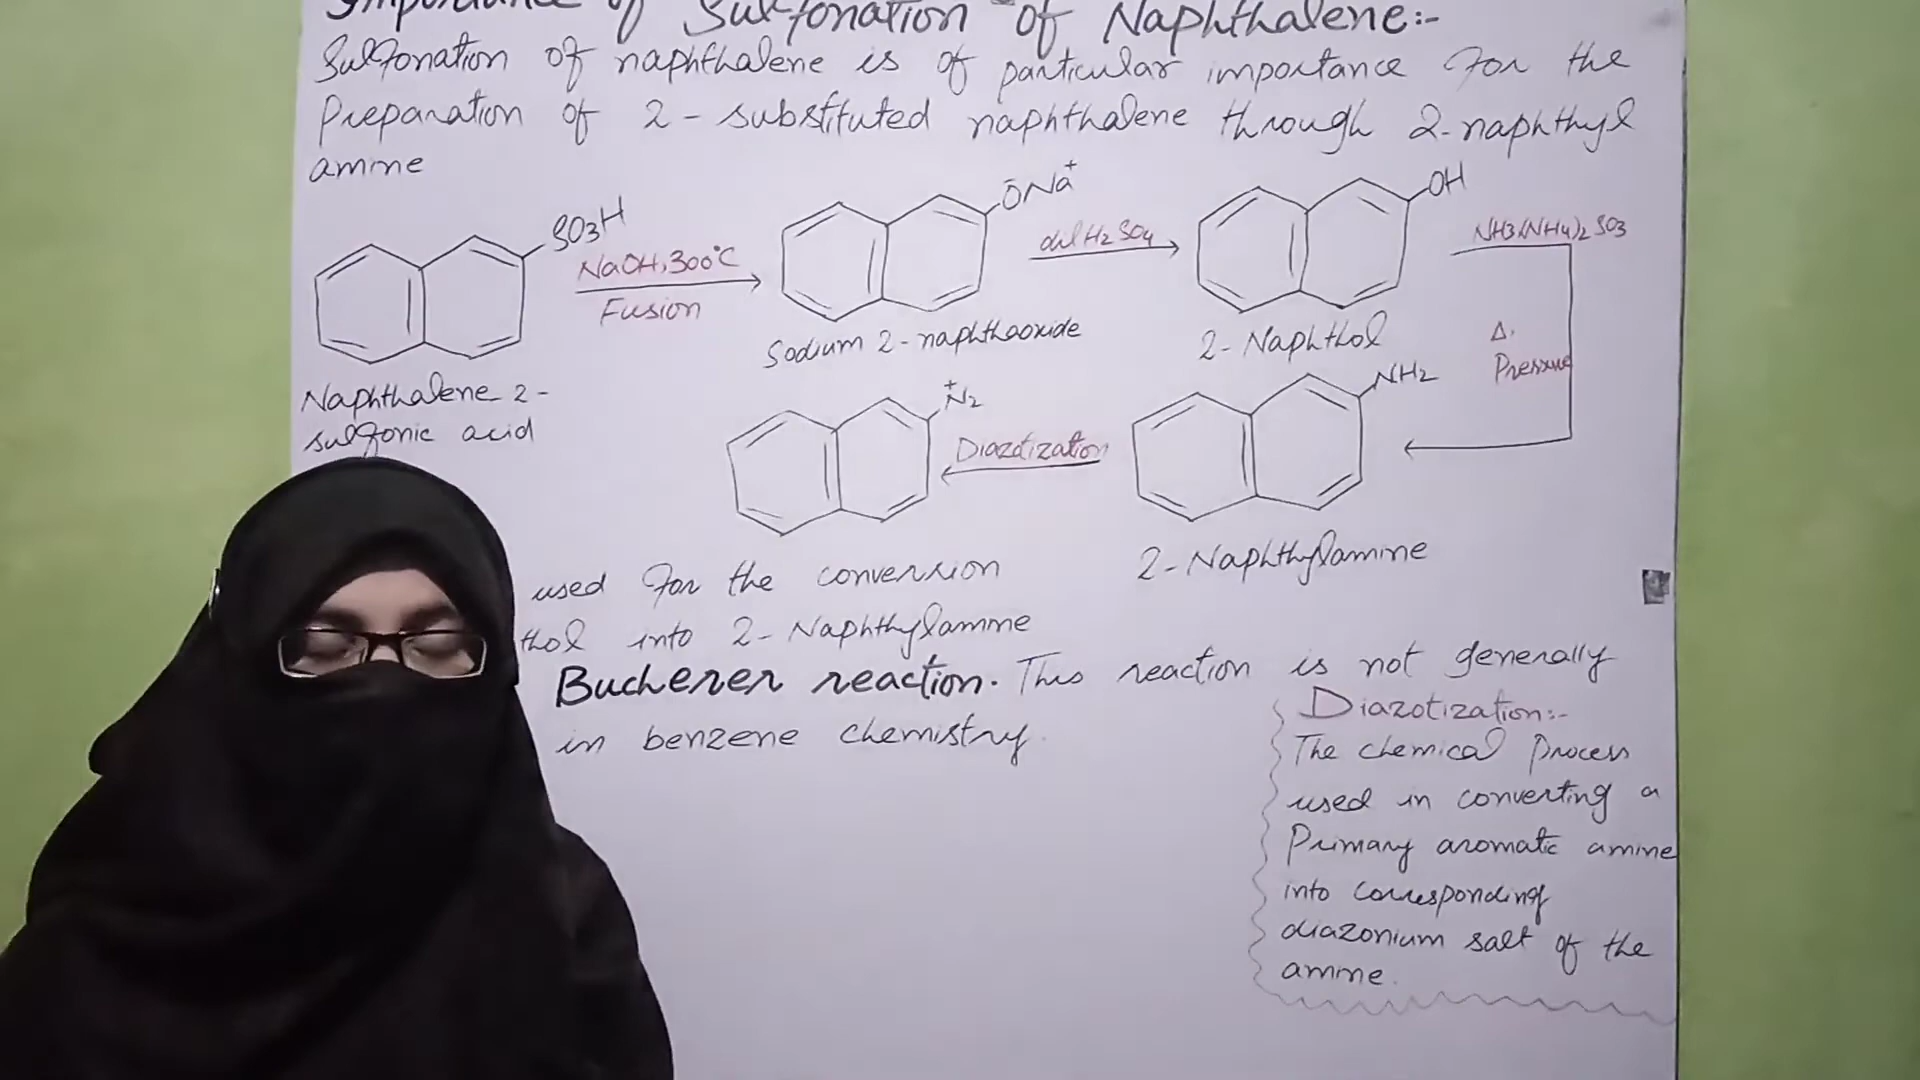 Importance of Sulfonation of Naphthalene:-
Sulfonation of naphthalene is of particular importance for the
Preparation of 2-substituted naphthalene through 2-naphthyl
amine
SO3H
NaOH,300°C
Fusion
ŌNa+
dil H2SO4
OH
NH3(NH4)2SO3
Δ.
Pressure
Naphthalene 2-
sulfonic acid
Sodium 2-naphthaoxide
2-Naphthol
NH2
Diazotization
+N2
2-Naphthylamine
used for the conversion
thol into 2-Naphthylamine
Bucherer reaction. This reaction is not generally
in benzene chemistry.
Diazotization:-
The chemical Process
used in converting a
Primary aromatic amine
into corresponding
diazonium salt of the
amine.